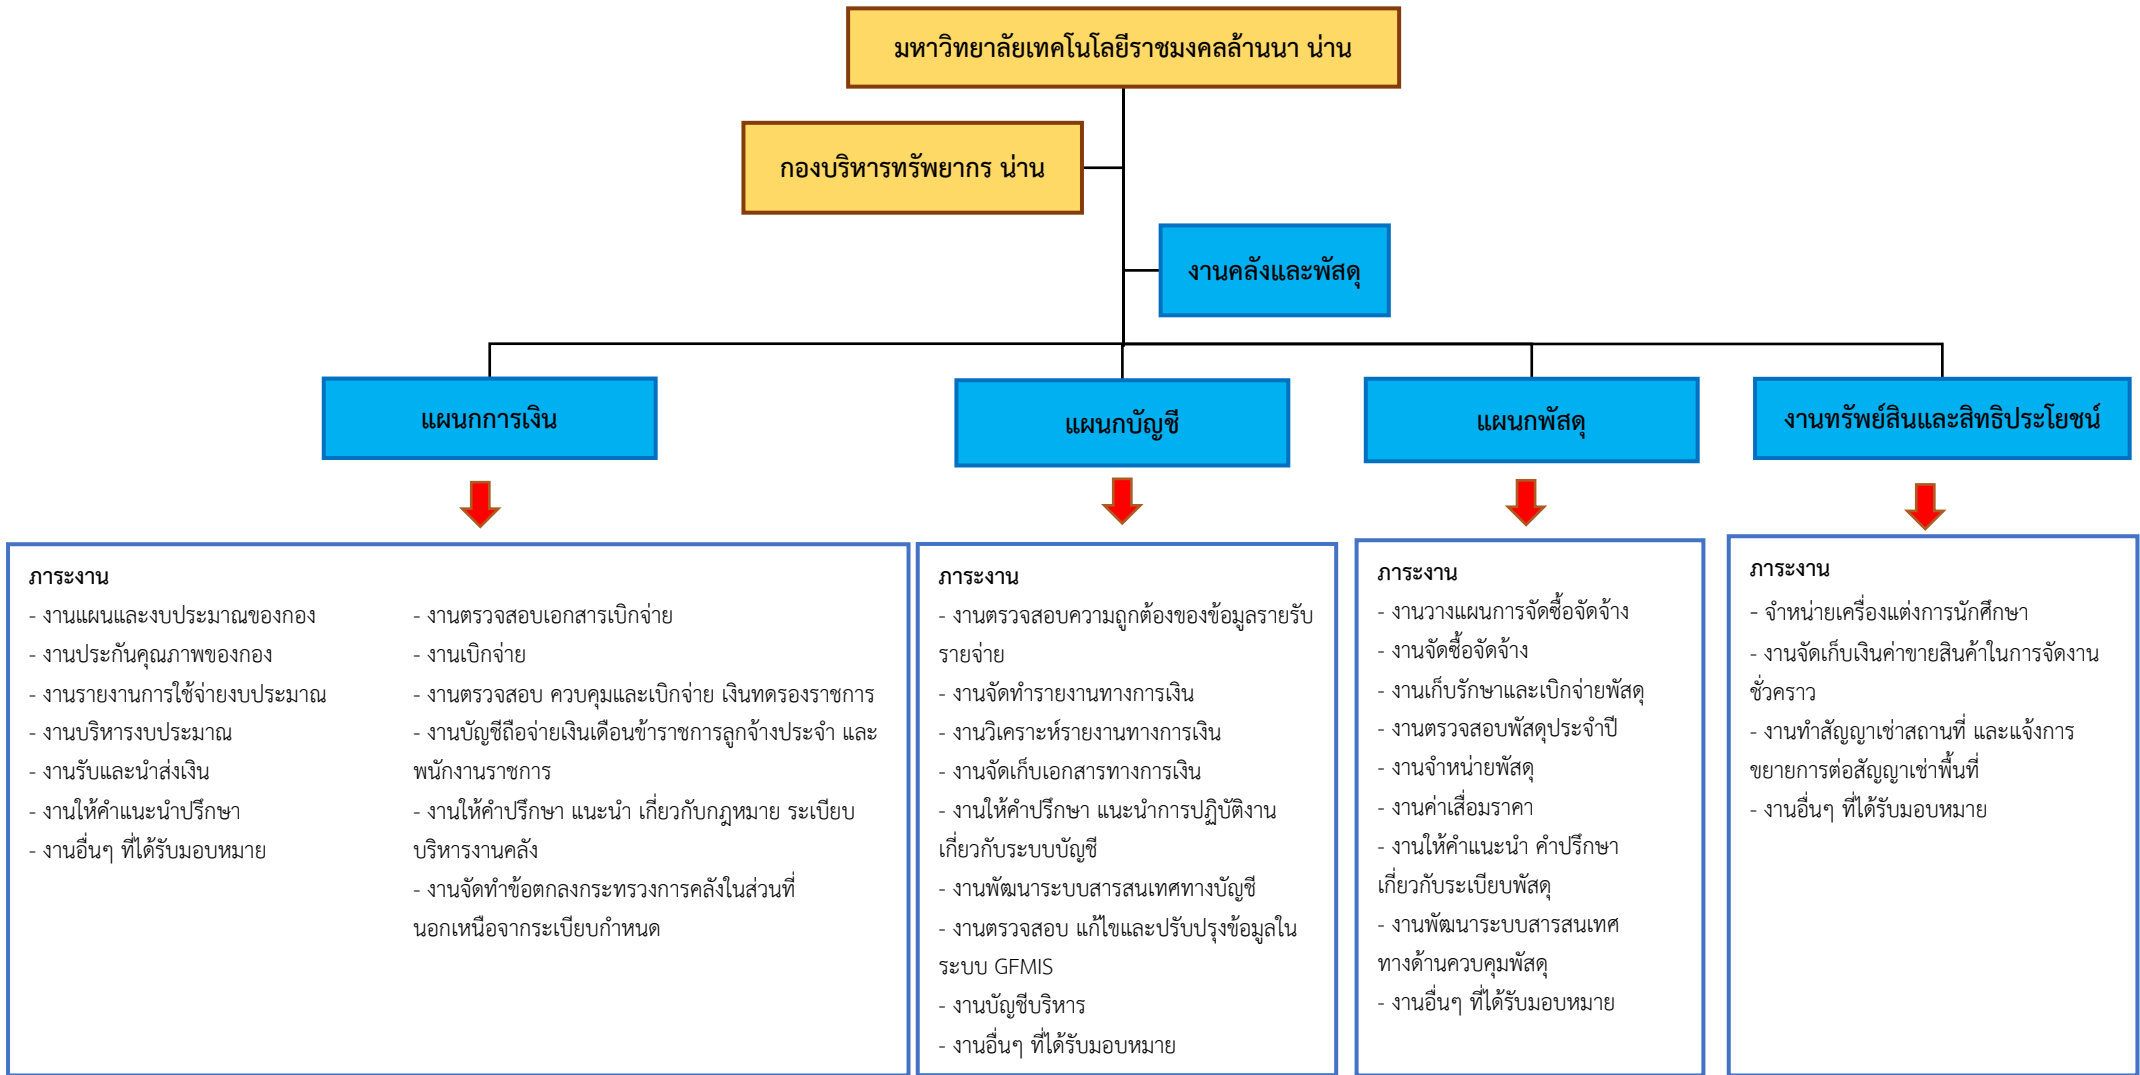 มหาวิทยาลัยเทคโนโลยีราชมงคลล้านนา น่าน
กองบริหารทรัพยากร น่าน
งานคลังและพัสดุ
แผนกการเงิน
แผนกบัญชี
แผนกพัสดุ
งานทรัพย์สินและสิทธิประโยชน์
ภาระงาน
- งานแผนและงบประมาณของกอง
- งานประกันคุณภาพของกอง
- งานรายงานการใช้จ่ายงบประมาณ
- งานบริหารงบประมาณ
- งานรับและนำส่งเงิน
- งานให้คำแนะนำปรึกษา
- งานอื่นๆ ที่ได้รับมอบหมาย
- งานตรวจสอบเอกสารเบิกจ่าย
- งานเบิกจ่าย
- งานตรวจสอบ ควบคุมและเบิกจ่าย เงินทดรองราชการ
- งานบัญชีถือจ่ายเงินเดือนข้าราชการลูกจ้างประจำ และ
พนักงานราชการ
- งานให้คำปรึกษา แนะนำ เกี่ยวกับกฎหมาย ระเบียบ
บริหารงานคลัง
- งานจัดทำข้อตกลงกระทรวงการคลังในส่วนที่
นอกเหนือจากระเบียบกำหนด
ภาระงาน
- งานตรวจสอบความถูกต้องของข้อมูลรายรับ
รายจ่าย
- งานจัดทำรายงานทางการเงิน
- งานวิเคราะห์รายงานทางการเงิน
- งานจัดเก็บเอกสารทางการเงิน
- งานให้คำปรึกษา แนะนำการปฏิบัติงาน
เกี่ยวกับระบบบัญชี
- งานพัฒนาระบบสารสนเทศทางบัญชี
- งานตรวจสอบ แก้ไขและปรับปรุงข้อมูลใน
ระบบ GFMIS
- งานบัญชีบริหาร
- งานอื่นๆ ที่ได้รับมอบหมาย
ภาระงาน
- งานวางแผนการจัดซื้อจัดจ้าง
- งานจัดซื้อจัดจ้าง
- งานเก็บรักษาและเบิกจ่ายพัสดุ
- งานตรวจสอบพัสดุประจำปี
- งานจำหน่ายพัสดุ
- งานค่าเสื่อมราคา
- งานให้คำแนะนำ คำปรึกษา
เกี่ยวกับระเบียบพัสดุ
- งานพัฒนาระบบสารสนเทศ
ทางด้านควบคุมพัสดุ
- งานอื่นๆ ที่ได้รับมอบหมาย
ภาระงาน
- จำหน่ายเครื่องแต่งการนักศึกษา
- งานจัดเก็บเงินค่าขายสินค้าในการจัดงาน
ชั่วคราว
- งานทำสัญญาเช่าสถานที่ และแจ้งการ
ขยายการต่อสัญญาเช่าพื้นที่
- งานอื่นๆ ที่ได้รับมอบหมาย